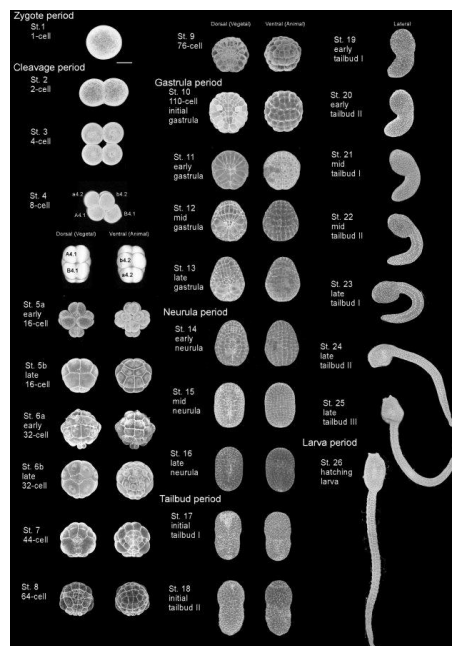 Zygote period
St. 1
1-cell
Cleavage period
St. 2
2-cell
St. 3
4-cell
St. 4
8-cell
a4.2
b4.2
A4.1
B4.1
Dorsal (Vegetal)
Ventral (Animal)
A4.1
B4.1
b4.2
a4.2
St. 5a
early
16-cell
St. 5b
late
16-cell
St. 6a
early
32-cell
St. 6b
late
32-cell
St. 7
44-cell
St. 8
64-cell
Dorsal (Vegetal)
Ventral (Animal)
St. 9
76-cell
Gastrula period
St. 10
110-cell
initial
gastrula
St. 11
early
gastrula
St. 12
mid
gastrula
St. 13
late
gastrula
Neurula period
St. 14
early
neurula
St. 15
mid
neurula
St. 16
late
neurula
Tailbud period
St. 17
initial
tailbud I
St. 18
initial
tailbud II
Lateral
St. 19
early
tailbud I
St. 20
early
tailbud II
St. 21
mid
tailbud I
St. 22
mid
tailbud II
St. 23
late
tailbud I
St. 24
late
tailbud II
St. 25
late
tailbud III
Larva period
St. 26
hatching
larva